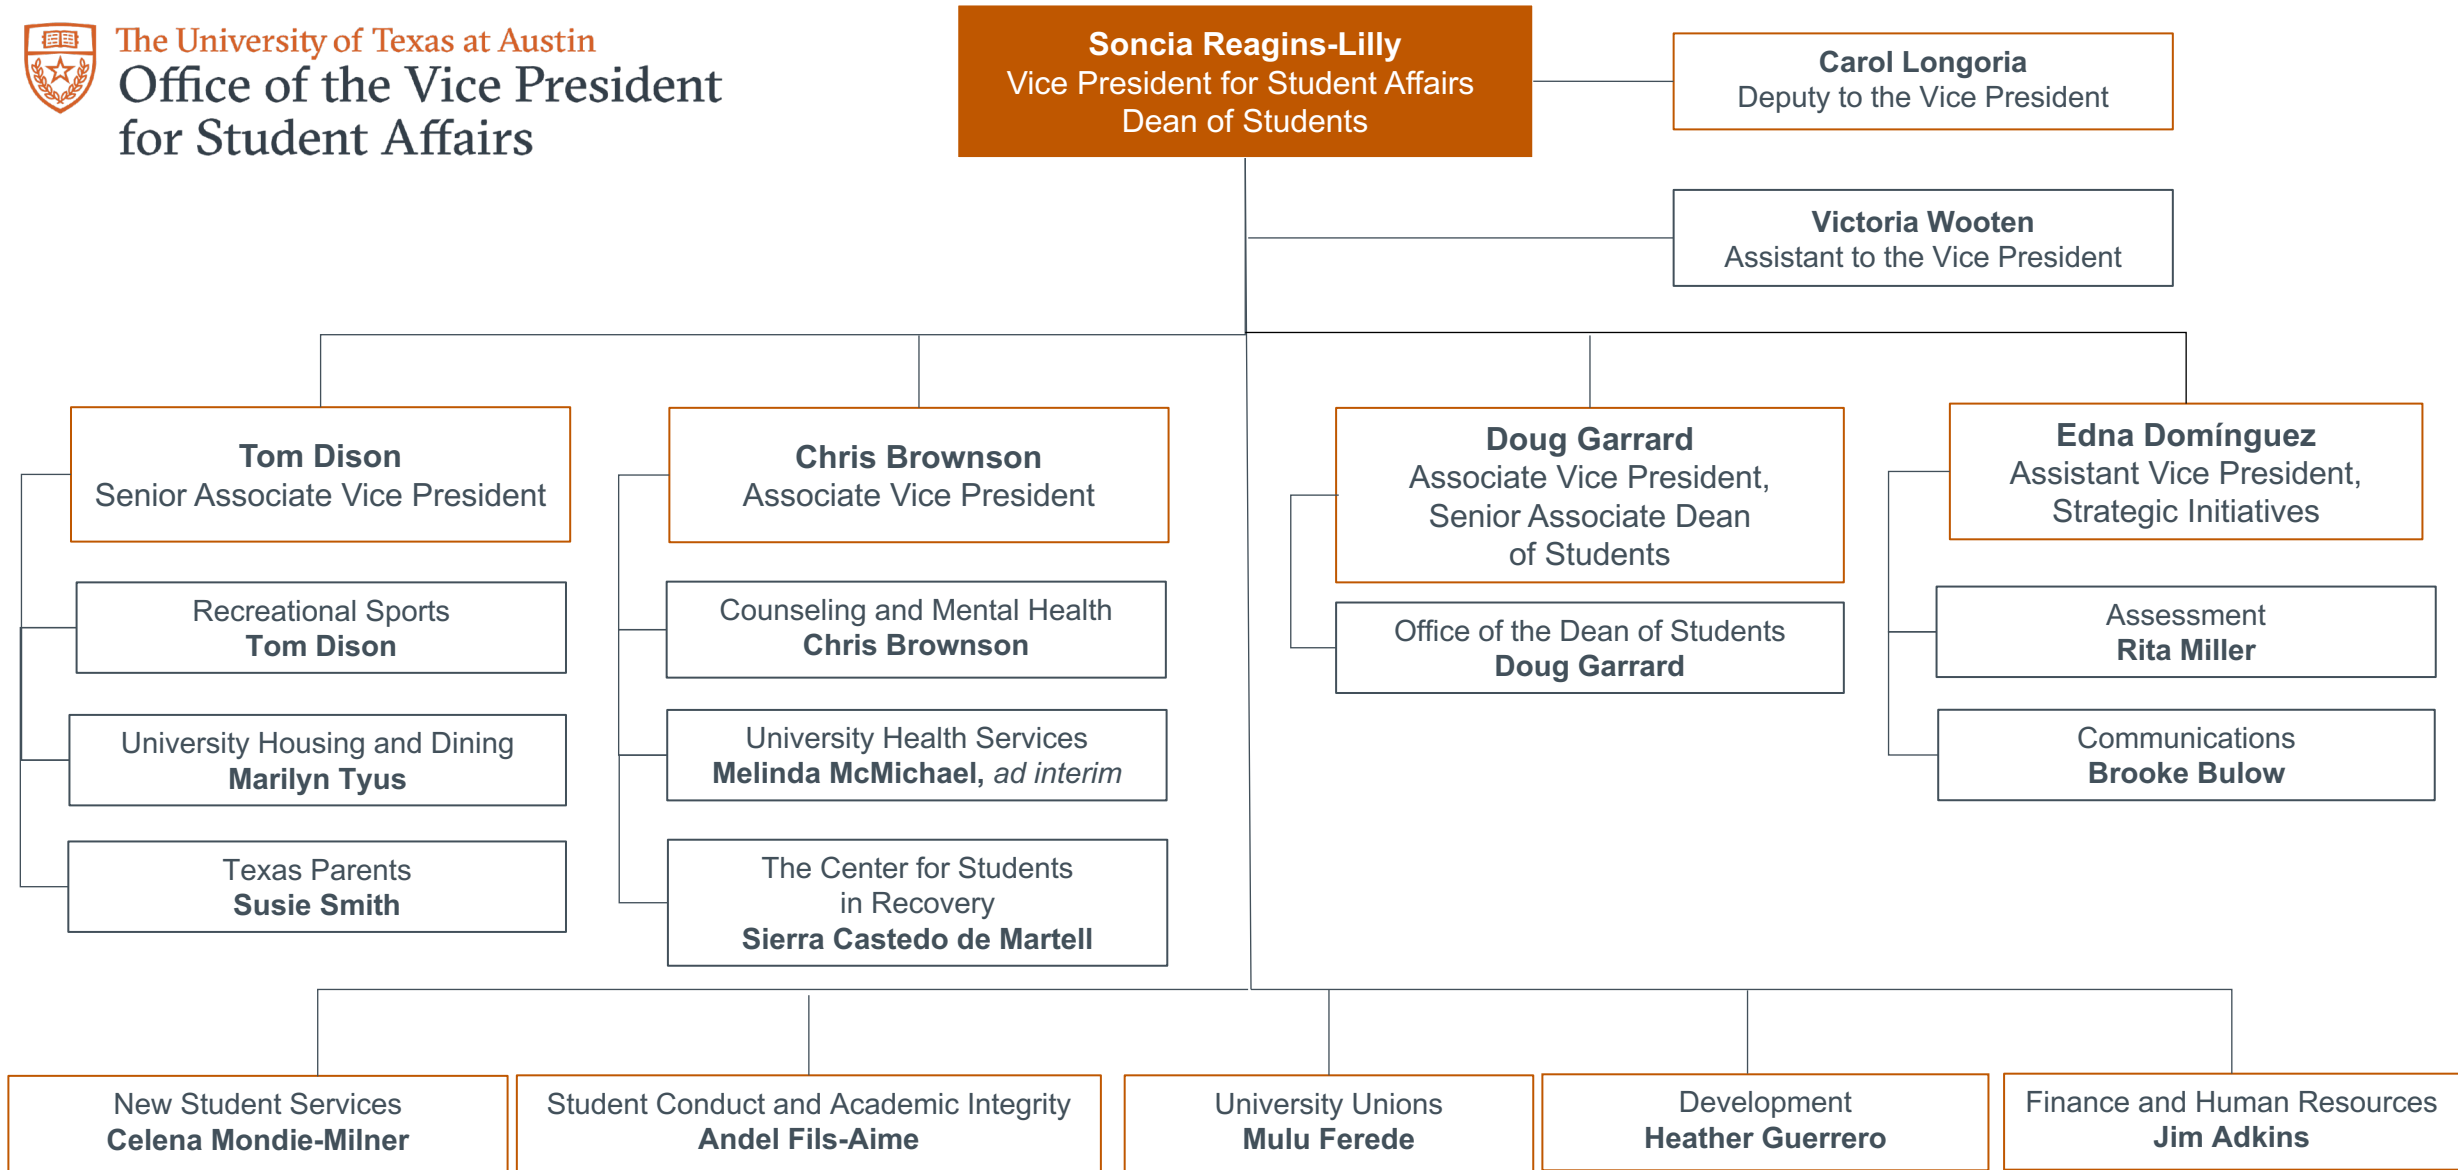 The University of Texas at Austin
Office of the Vice President
for Student Affairs
Soncia Reagins-Lilly
Vice President for Student Affairs
Dean of Students
Carol Longoria
Deputy to the Vice President
Victoria Wooten
Assistant to the Vice President
Tom Dison
Senior Associate Vice President
Recreational Sports
Tom Dison
University Housing and Dining
Marilyn Tyus
Texas Parents
Susie Smith
Chris Brownson
Associate Vice President
Counseling and Mental Health
Chris Brownson
University Health Services
Melinda McMichael, ad interim
The Center for Students
in Recovery
Sierra Castedo de Martell
Doug Garrard
Associate Vice President,
Senior Associate Dean
of Students
Office of the Dean of Students
Doug Garrard
Edna Domínguez
Assistant Vice President,
Strategic Initiatives
Assessment
Rita Miller
Communications
Brooke Bulow
New Student Services
Celena Mondie-Milner
Student Conduct and Academic Integrity
Andel Fils-Aime
University Unions
Mulu Ferede
Development
Heather Guerrero
Finance and Human Resources
Jim Adkins